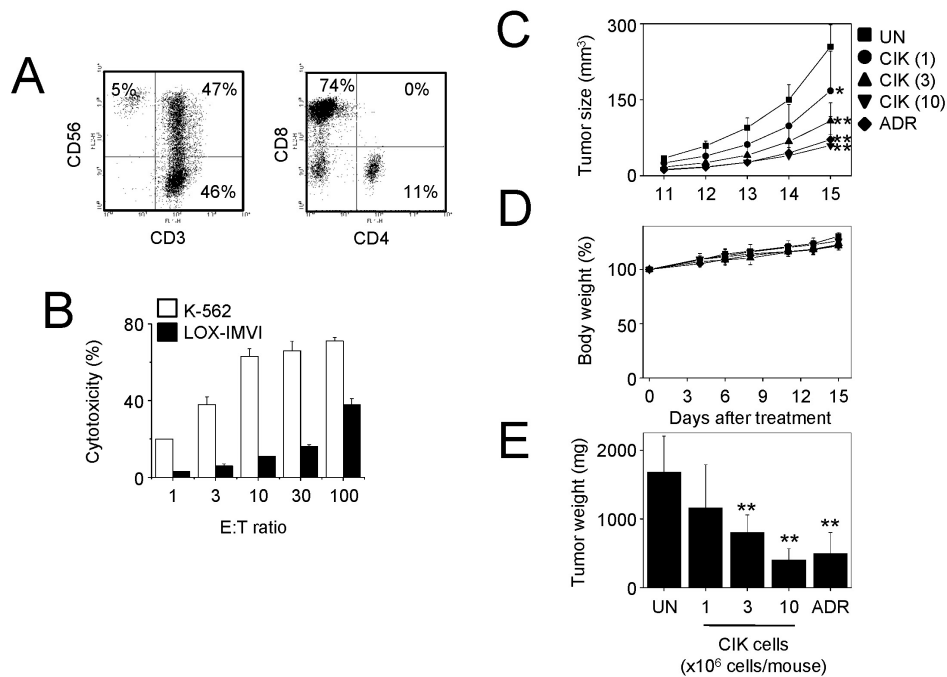 A
5%
47%
46%
CD56
CD3
74%
0%
11%
CD8
CD4
B
K-562
LOX-IMVI
80
40
0
Cytotoxicity (%)
1 3 10 30 100
E:T ratio
C
300
150
0
Tumor size (mm³)
11 12 13 14 15
*
**
**
**
UN
CIK (1)
CIK (3)
CIK (10)
ADR
D
100
50
0
Body weight (%)
0 3 6 9 12 15
Days after treatment
E
2000
1000
0
Tumor weight (mg)
**
**
**
UN 1 3 10 ADR
CIK cells
(x10⁶ cells/mouse)